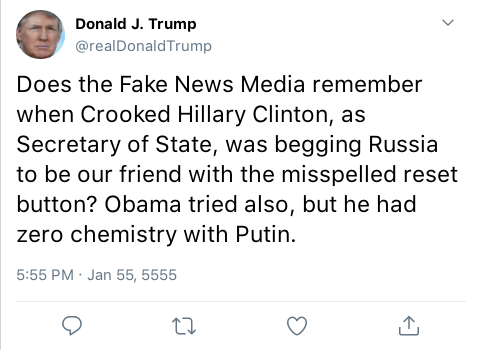 Donald J. Trump
@realDonaldTrump
Does the Fake News Media remember
when Crooked Hillary Clinton, as
Secretary of State, was begging Russia
to be our friend with the misspelled reset
button? Obama tried also, but he had
zero chemistry with Putin.
5:55 PM · Jan 55, 5555